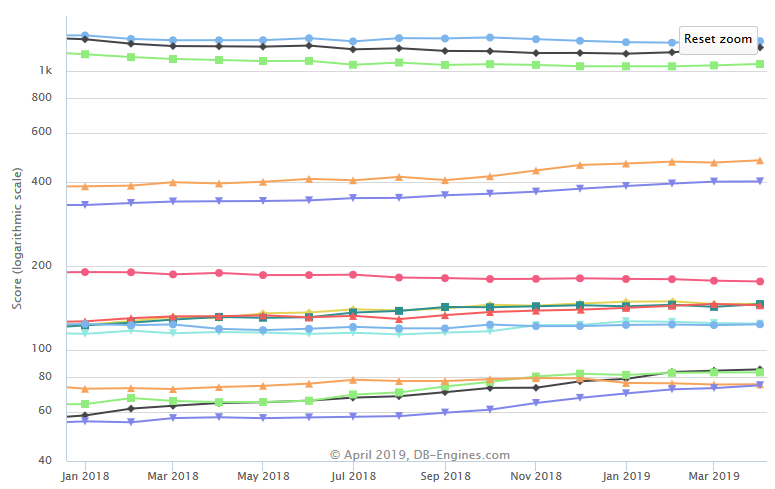 Reset zoom
1k
800
600
400
200
100
80
60
40
Score (logarithmic scale)
© April 2019, DB-Engines.com
Jan 2018
Mar 2018
May 2018
Jul 2018
Sep 2018
Nov 2018
Jan 2019
Mar 2019